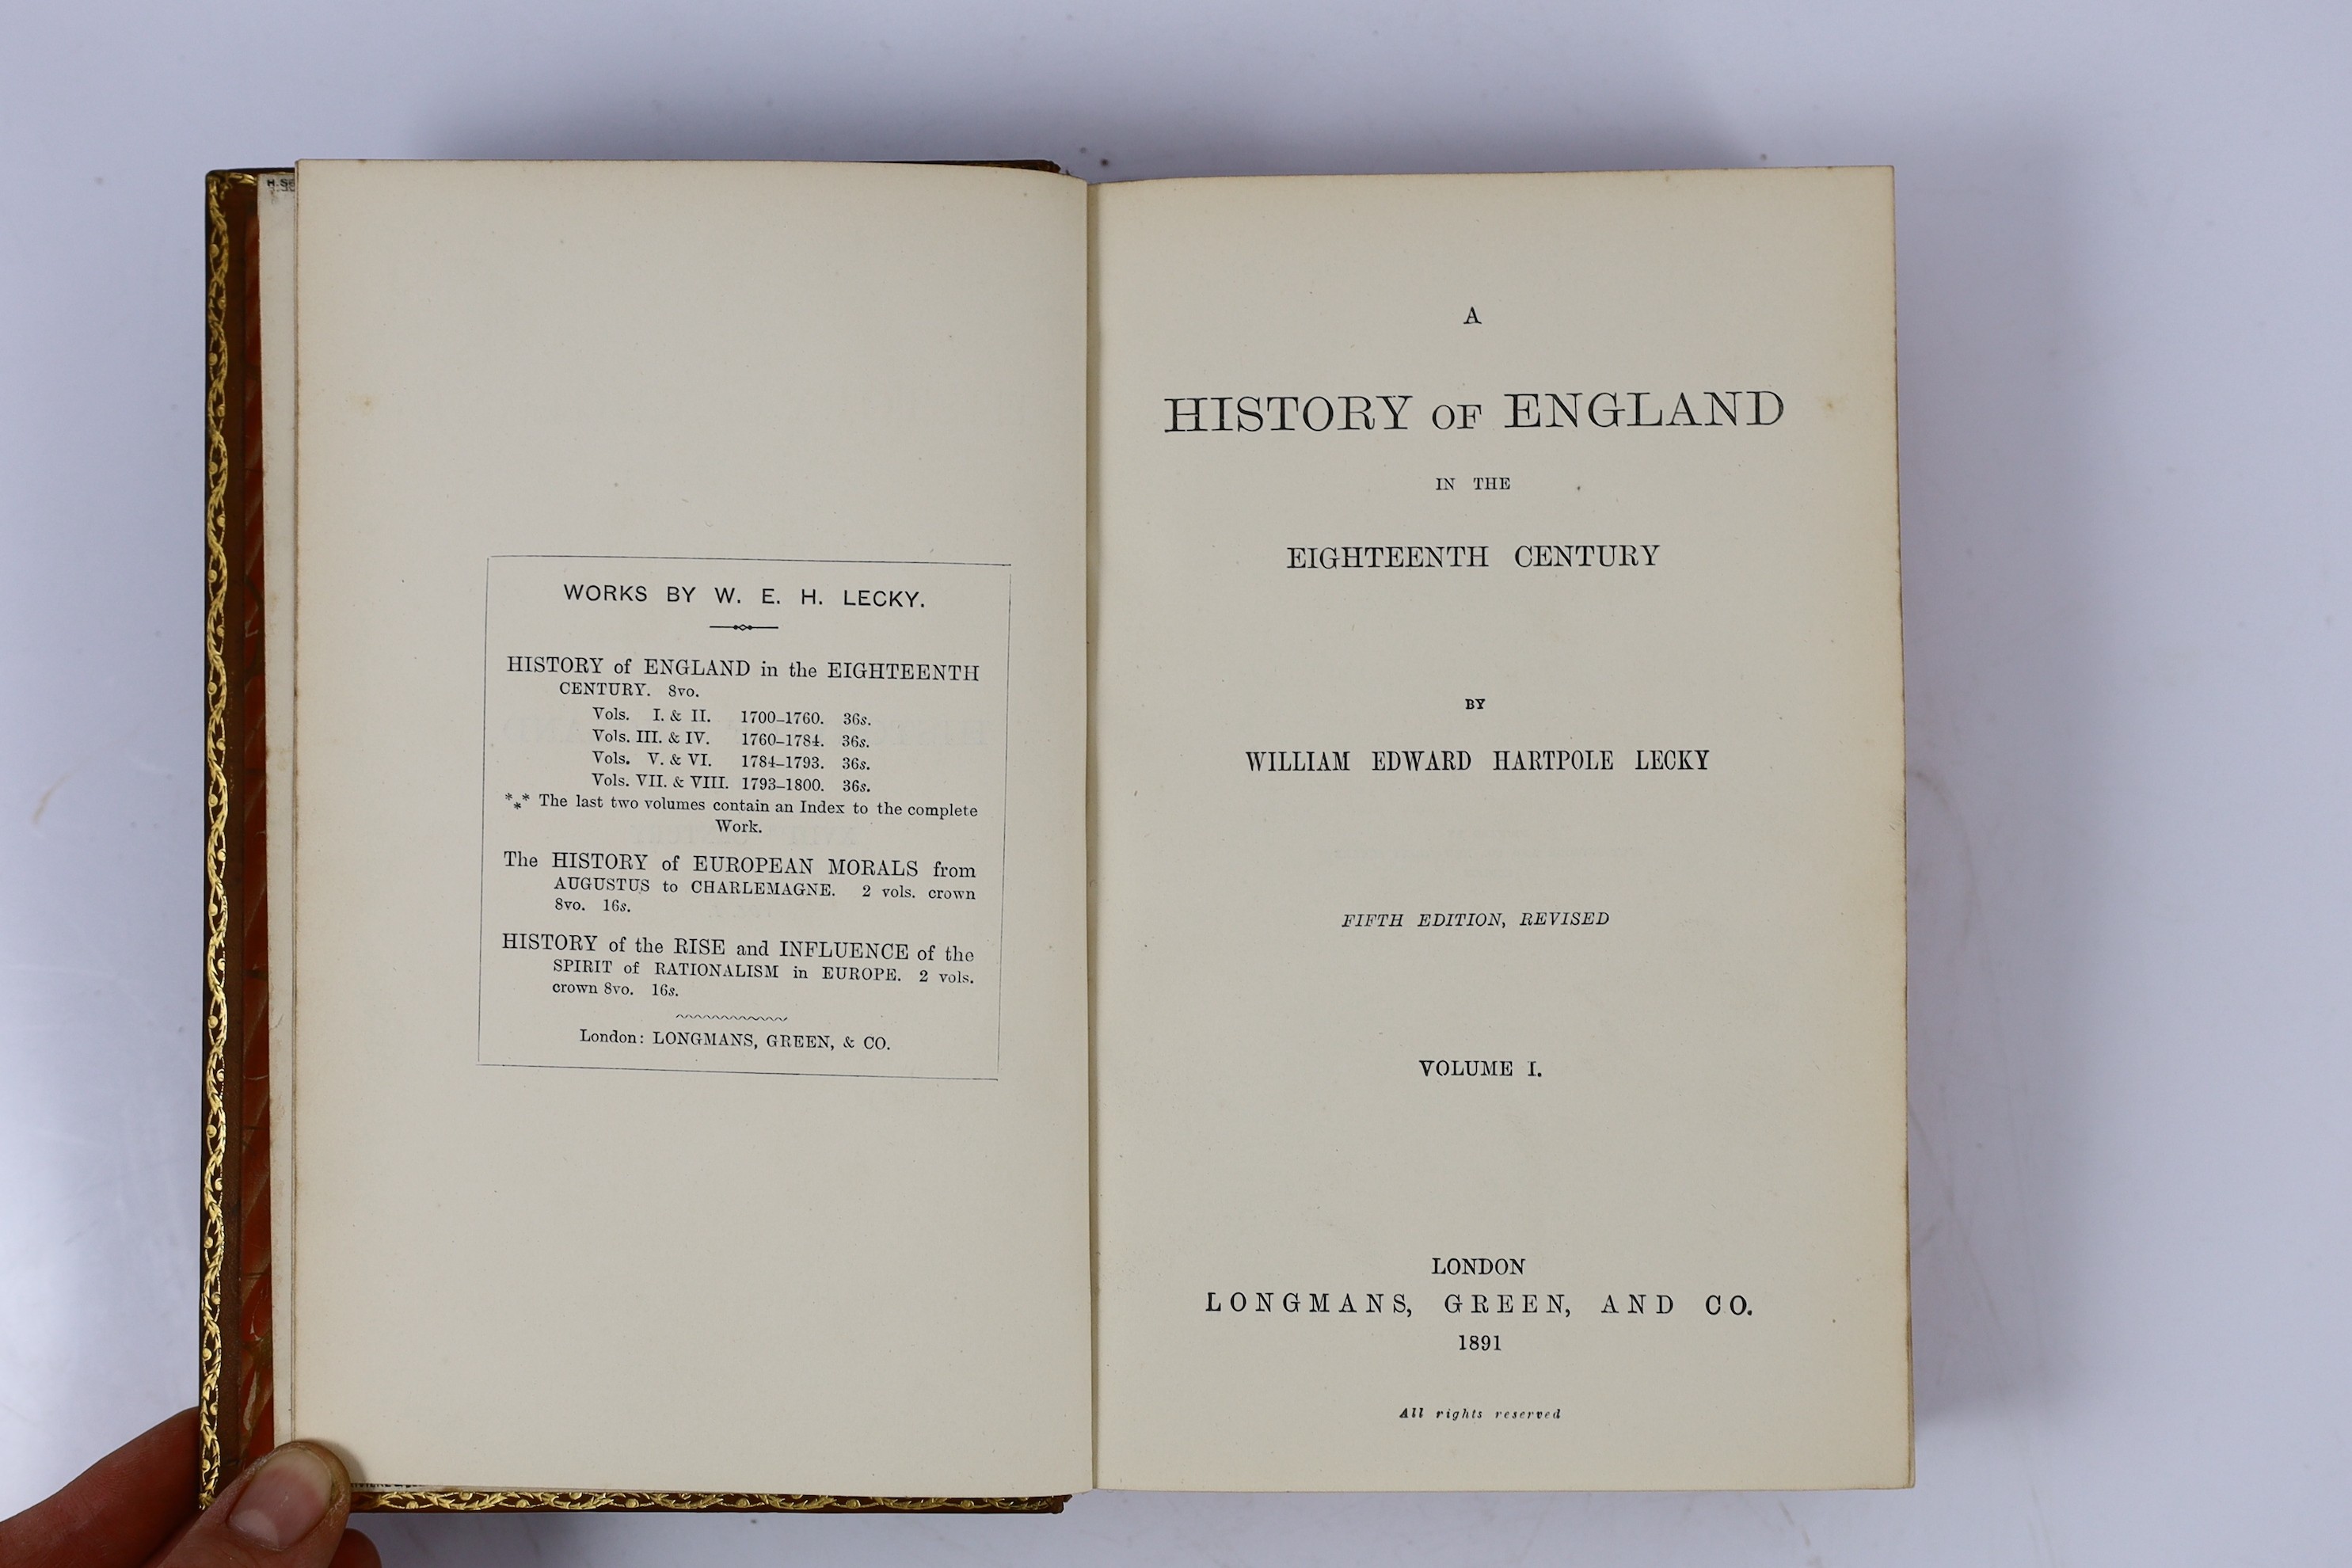 WORKS BY W. E. H. LECKY.
HISTORY of ENGLAND in the EIGHTEENTH
CENTURY. 8vo.
Vols. I. & II. 1700–1760. 36s.
Vols. III. & IV. 1760–1784. 36s.
Vols. V. & VI. 1784–1793. 36s.
Vols. VII. & VIII. 1793–1800. 36s.
*⁎* The last two volumes contain an Index to the complete
Work.
The HISTORY of EUROPEAN MORALS from
AUGUSTUS to CHARLEMAGNE. 2 vols. crown
8vo. 16s.
HISTORY of the RISE and INFLUENCE of the
SPIRIT of RATIONALISM in EUROPE. 2 vols.
crown 8vo. 16s.
London: LONGMANS, GREEN, & CO.
A
HISTORY OF ENGLAND
IN THE
EIGHTEENTH CENTURY
BY
WILLIAM EDWARD HARTPOLE LECKY
FIFTH EDITION, REVISED
VOLUME I.
LONDON
LONGMANS, GREEN, AND CO.
1891
All rights reserved